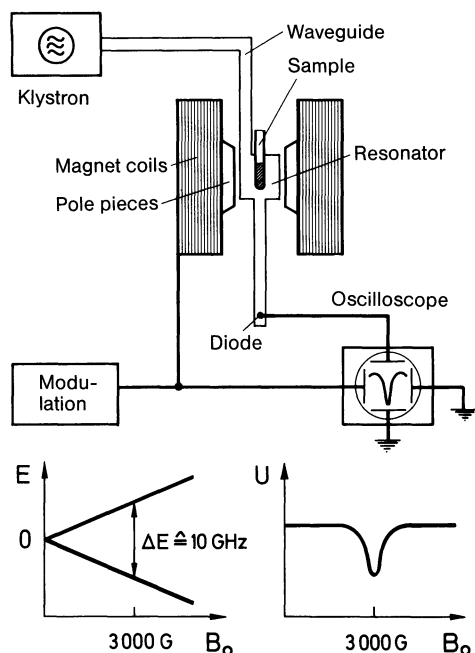 Waveguide
Sample
Klystron
Magnet coils
Resonator
Pole pieces
Oscilloscope
Diode
Modu-
lation
E
U
0
ΔE ≙ 10 GHz
3000 G
B₀
3000 G
B₀